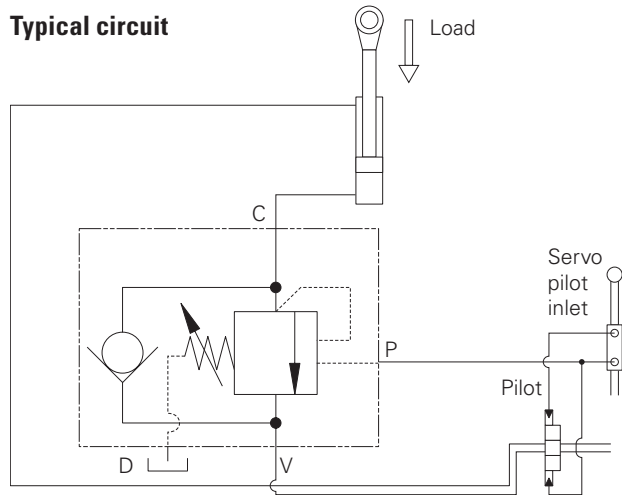 Typical circuit
Load
C
Servo
pilot
inlet
P
Pilot
D
V